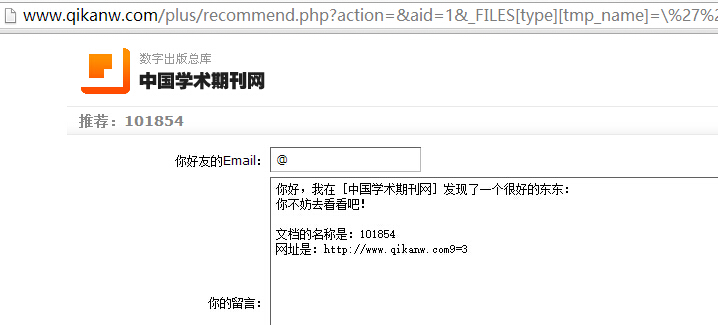 www.qikanw.com/plus/recommend.php?action=&aid=1&_FILES[type][tmp_name]=\%27%2
数字出版总库
中国学术期刊网
推荐：101854
你好友的Email： @
你好，我在 [中国学术期刊网] 发现了一个很好的东东：
你不妨去看看吧！
文档的名称是：101854
网址是：http://www.qikanw.com9=3
你的留言：